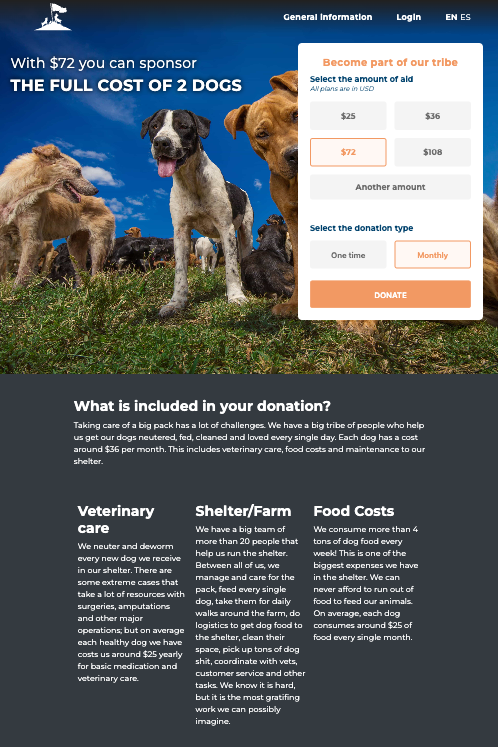 General information Login EN ES
With $72 you can sponsor
THE FULL COST OF 2 DOGS
Become part of our tribe
Select the amount of aid
All plans are in USD
$25 $36
$72 $108
Another amount
Select the donation type
One time Monthly
DONATE
What is included in your donation?
Taking care of a big pack has a lot of challenges. We have a big tribe of people who help
us get our dogs neutered, fed, cleaned and loved every single day. Each dog has a cost
around $36 per month. This includes veterinary care, food costs and maintenance to our
shelter.
Veterinary
care
We neuter and deworm
every new dog we receive
in our shelter. There are
some extreme cases that
take a lot of resources with
surgeries, amputations
and other major
operations; but on average
each healthy dog we have
costs us around $25 yearly
for basic medication and
veterinary care.
Shelter/Farm
We have a big team of
more than 20 people that
help us run the shelter.
Between all of us, we
manage and care for the
pack, feed every single
dog, take them for daily
walks around the farm, do
logistics to get dog food to
the shelter, clean their
space, pick up tons of dog
shit, coordinate with vets,
customer service and other
tasks. We know it is hard,
but it is the most gratifing
work we can possibly
imagine.
Food Costs
We consume more than 4
tons of dog food every
week! This is one of the
biggest expenses we have
in the shelter. We can
never afford to run out of
food to feed our animals.
On average, each dog
consumes around $25 of
food every single month.